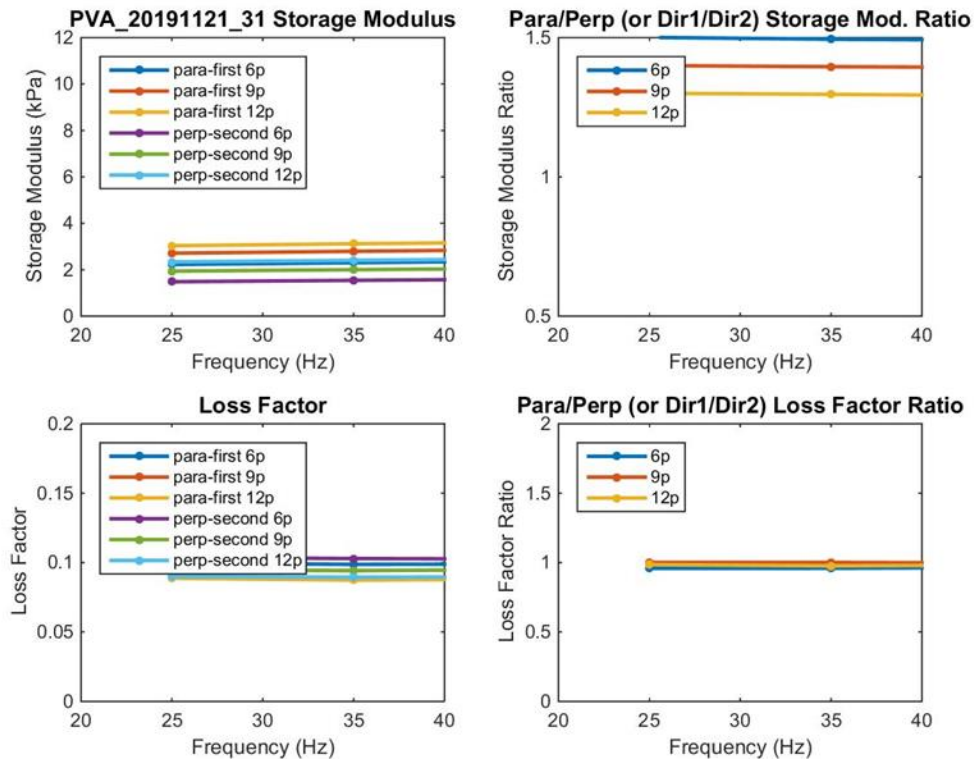 PVA_20191121_31 Storage Modulus
12
10
8
6
4
2
0
Storage Modulus (kPa)
para-first 6p
para-first 9p
para-first 12p
perp-second 6p
perp-second 9p
perp-second 12p
20 25 30 35 40
Frequency (Hz)
Para/Perp (or Dir1/Dir2) Storage Mod. Ratio
1.5
1
0.5
Storage Modulus Ratio
6p
9p
12p
20 25 30 35 40
Frequency (Hz)
Loss Factor
0.2
0.15
0.1
0.05
0
Loss Factor
para-first 6p
para-first 9p
para-first 12p
perp-second 6p
perp-second 9p
perp-second 12p
20 25 30 35 40
Frequency (Hz)
Para/Perp (or Dir1/Dir2) Loss Factor Ratio
2
1.5
1
0.5
0
Loss Factor Ratio
6p
9p
12p
20 25 30 35 40
Frequency (Hz)